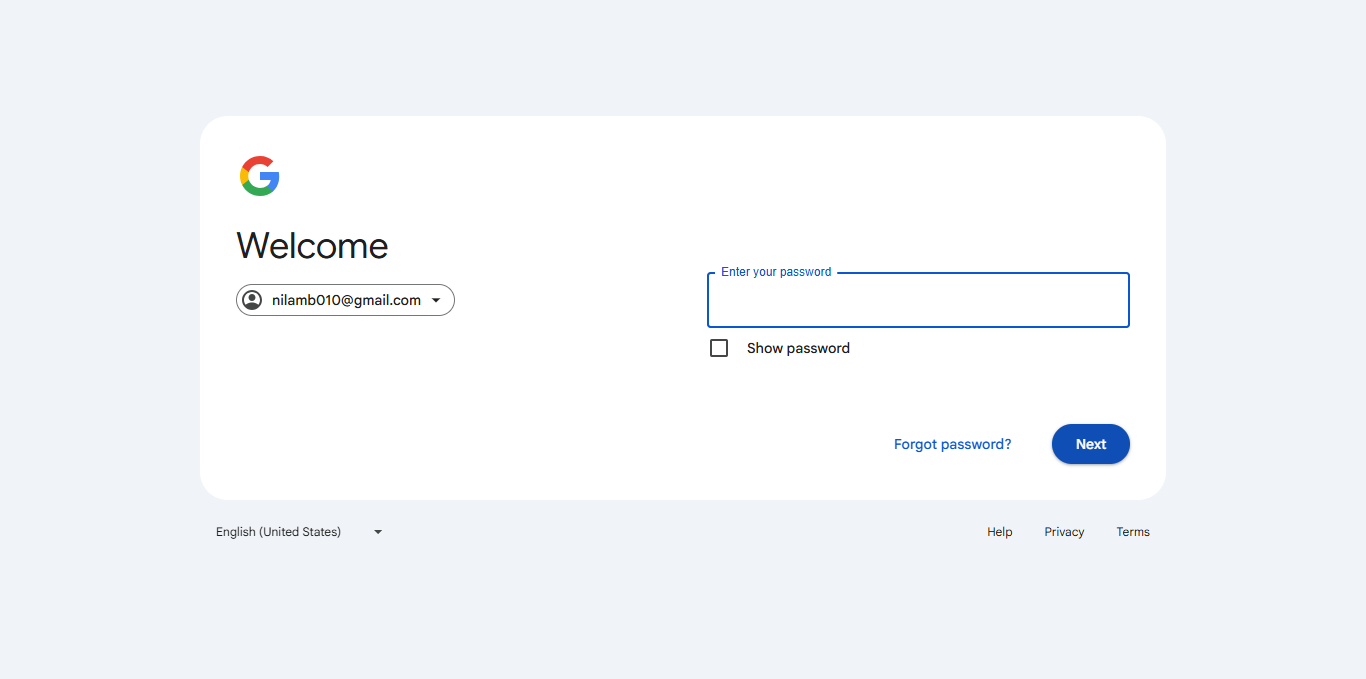 Welcome
nilamb010@gmail.com
Enter your password
Show password
Forgot password?
Next
English (United States)
Help
Privacy
Terms